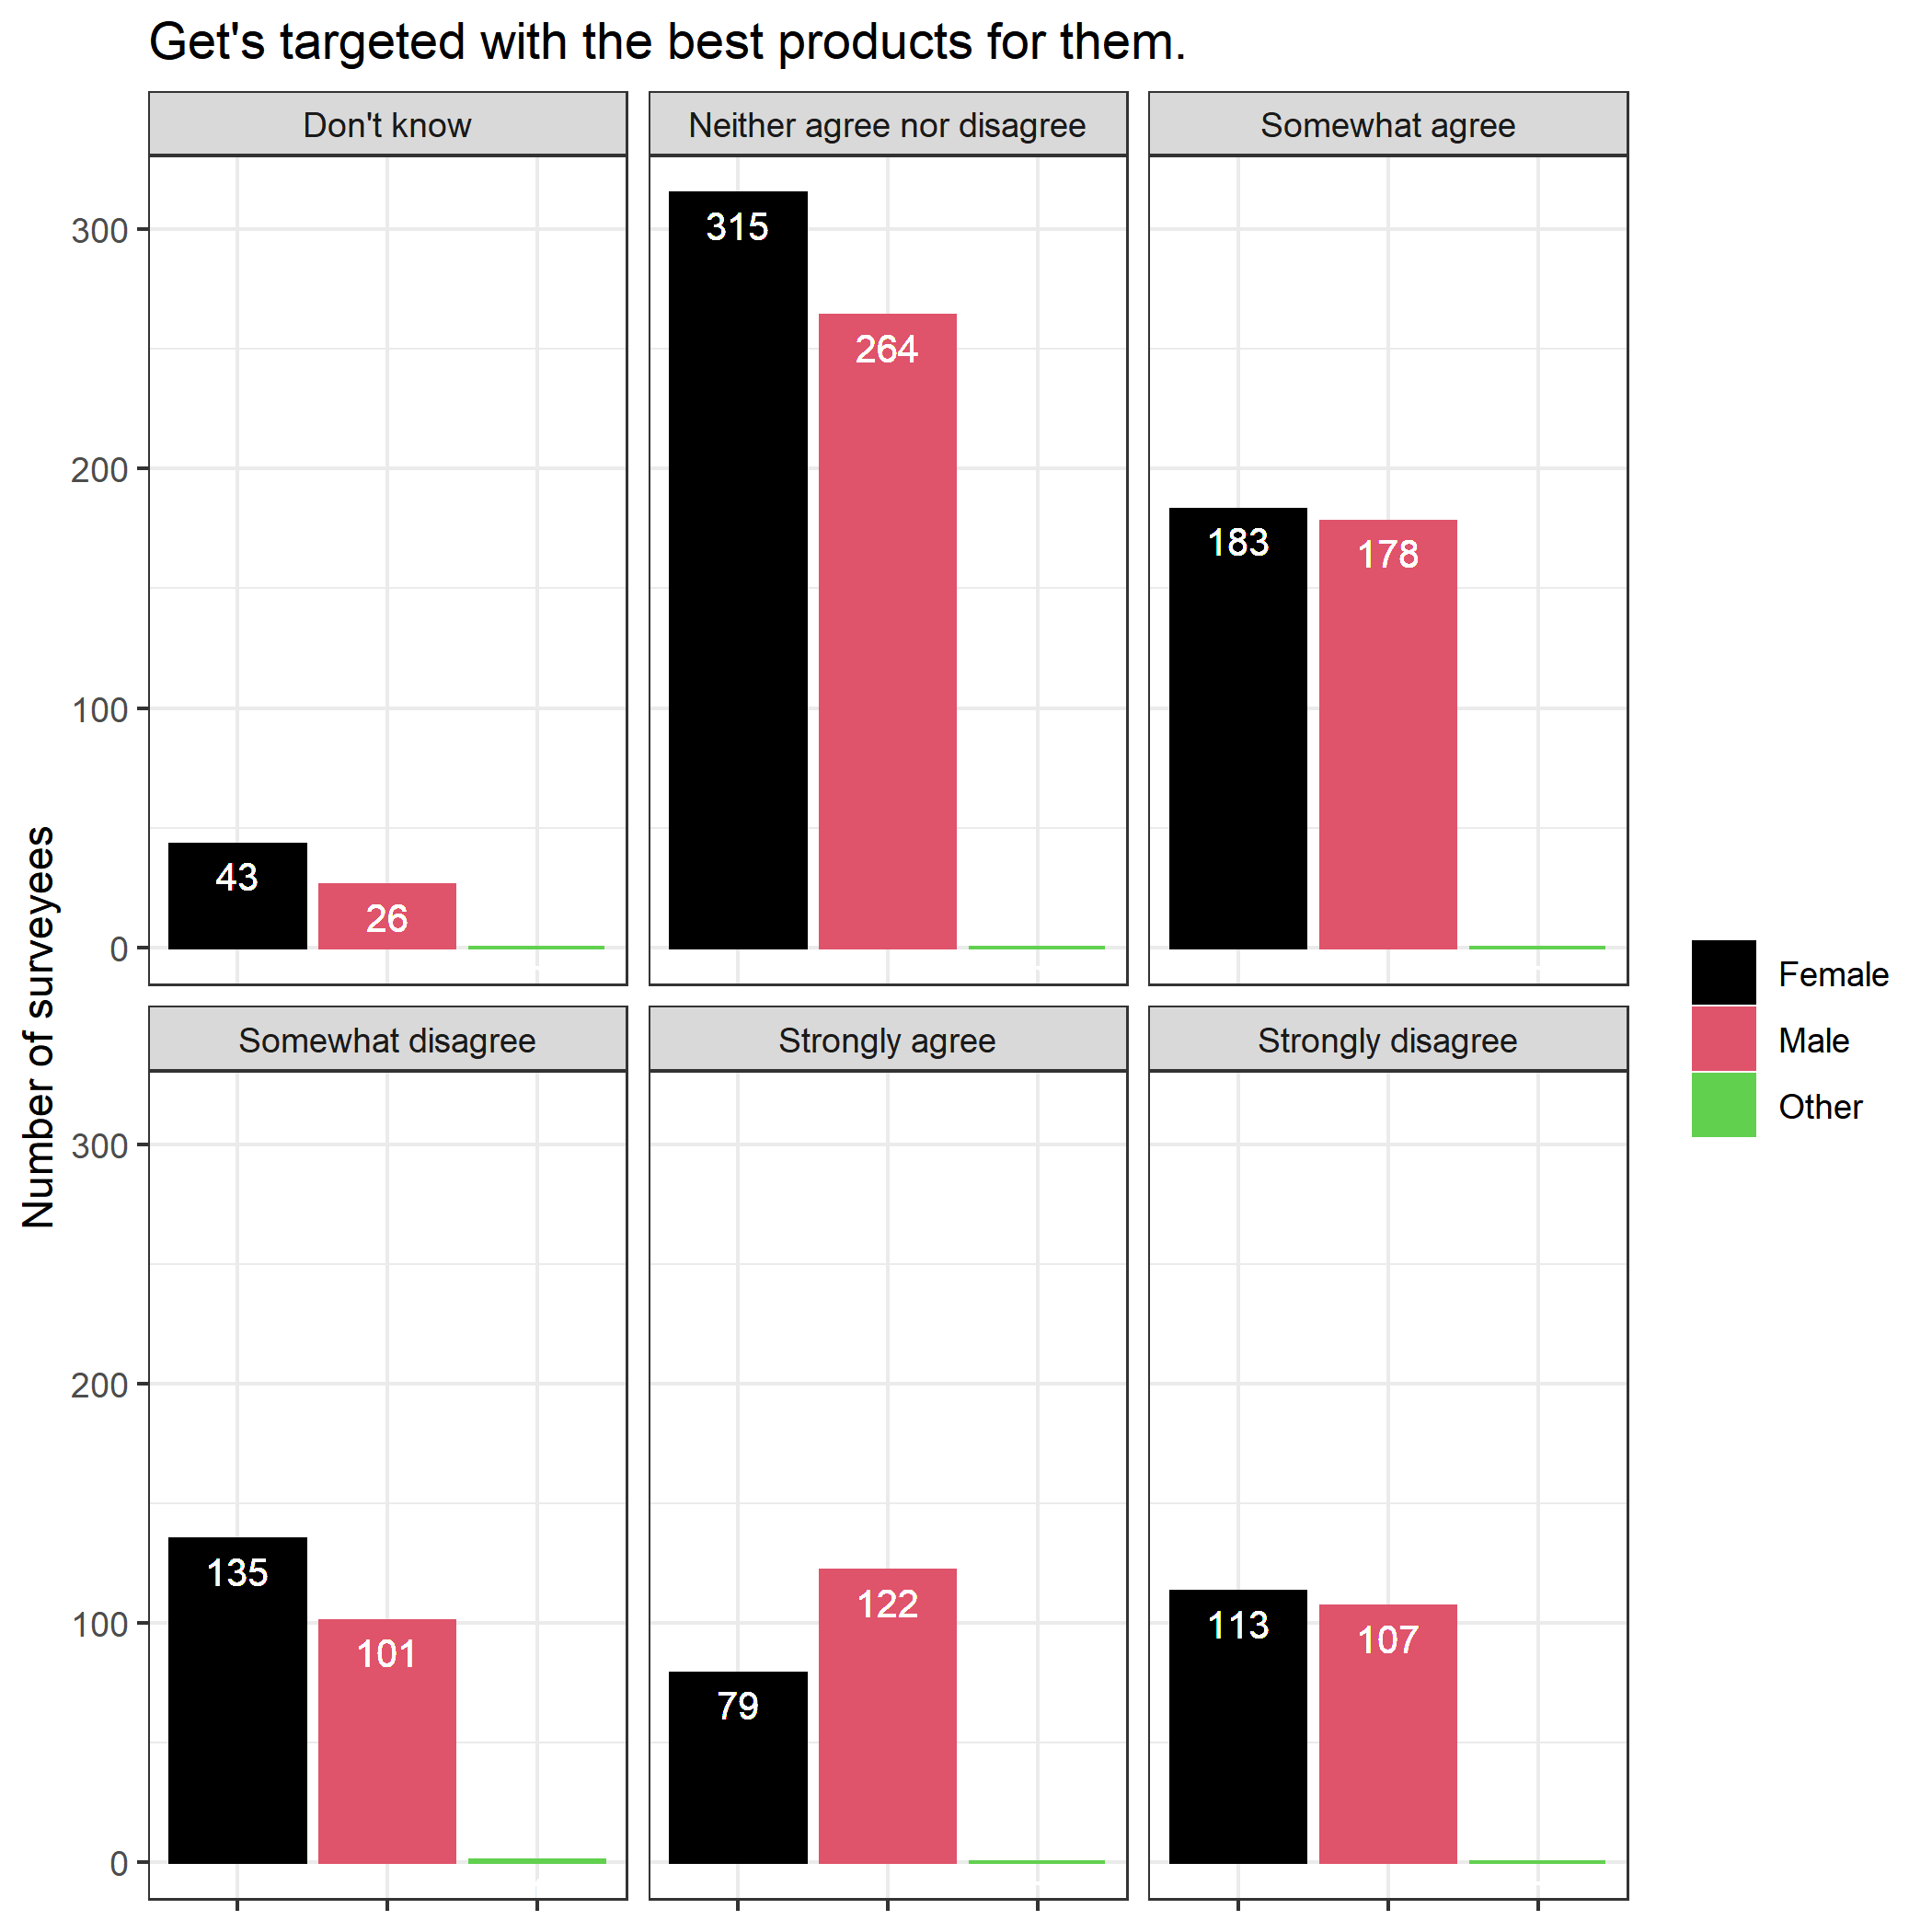 Get's targeted with the best products for them.
Don't know
Neither agree nor disagree
Somewhat agree
300
200
100
0
43
26
315
264
183
178
Number of surveyees
Female
Male
Other
Somewhat disagree
Strongly agree
Strongly disagree
300
200
100
0
135
101
79
122
113
107